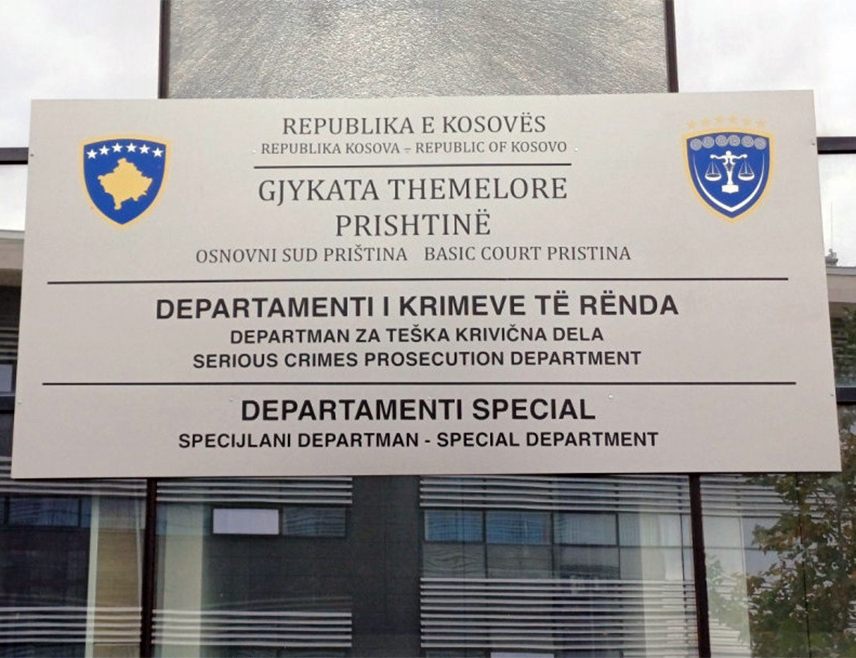 REPUBLIKA E KOSOVËS
REPUBLIKA KOSOVA - REPUBLIC OF KOSOVO
GJYKATA THEMELORE
PRISHTINË
OSNOVNI SUD PRIŠTINA BASIC COURT PRISTINA
DEPARTAMENTI I KRIMEVE TË RËNDA
DEPARTMAN ZA TEŠKA KRIVIČNA DELA
SERIOUS CRIMES PROSECUTION DEPARTMENT
DEPARTAMENTI SPECIAL
SPECIJLANI DEPARTMAN - SPECIAL DEPARTMENT